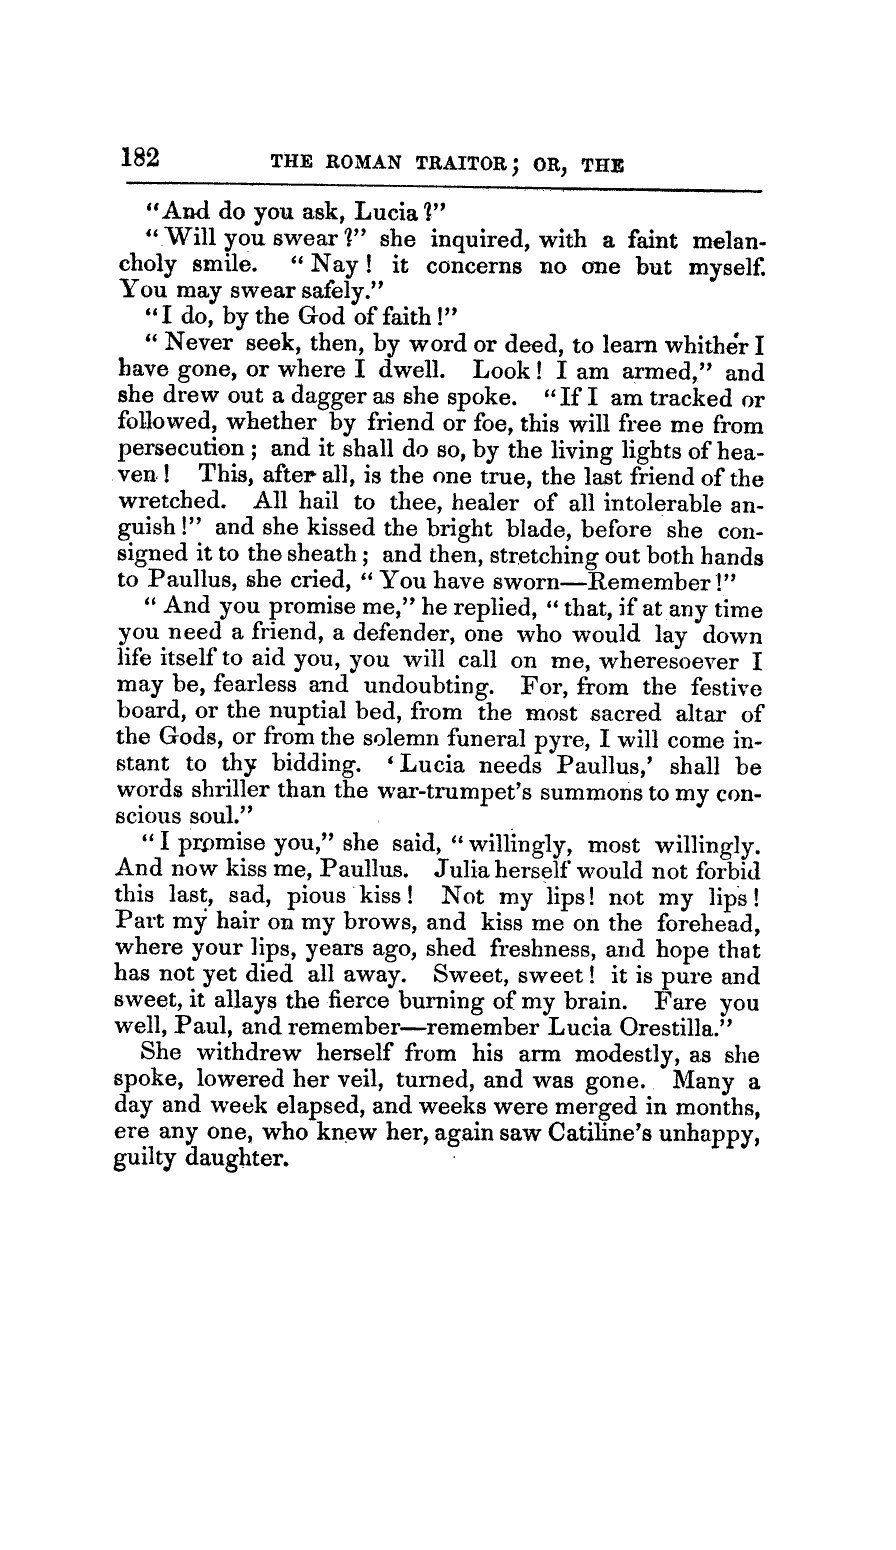 182 THE ROMAN TRAITOR; OR, THE
"And do you ask, Lucia?"
"Will you swear?" she inquired, with a faint melan-
choly smile. "Nay! it concerns no one but myself.
You may swear safely."
"I do, by the God of faith!"
"Never seek, then, by word or deed, to learn whither I
have gone, or where I dwell. Look! I am armed," and
she drew out a dagger as she spoke. "If I am tracked or
followed, whether by friend or foe, this will free me from
persecution; and it shall do so, by the living lights of hea-
ven! This, after all, is the one true, the last friend of the
wretched. All hail to thee, healer of all intolerable an-
guish!" and she kissed the bright blade, before she con-
signed it to the sheath; and then, stretching out both hands
to Paullus, she cried, "You have sworn—Remember!"
"And you promise me," he replied, "that, if at any time
you need a friend, a defender, one who would lay down
life itself to aid you, you will call on me, wheresoever I
may be, fearless and undoubting. For, from the festive
board, or the nuptial bed, from the most sacred altar of
the Gods, or from the solemn funeral pyre, I will come in-
stant to thy bidding. 'Lucia needs Paullus,' shall be
words shriller than the war-trumpet's summons to my con-
scious soul."
"I promise you," she said, "willingly, most willingly.
And now kiss me, Paullus. Julia herself would not forbid
this last, sad, pious kiss! Not my lips! not my lips!
Part my hair on my brows, and kiss me on the forehead,
where your lips, years ago, shed freshness, and hope that
has not yet died all away. Sweet, sweet! it is pure and
sweet, it allays the fierce burning of my brain. Fare you
well, Paul, and remember—remember Lucia Orestilla."
She withdrew herself from his arm modestly, as she
spoke, lowered her veil, turned, and was gone. Many a
day and week elapsed, and weeks were merged in months,
ere any one, who knew her, again saw Catiline's unhappy,
guilty daughter.